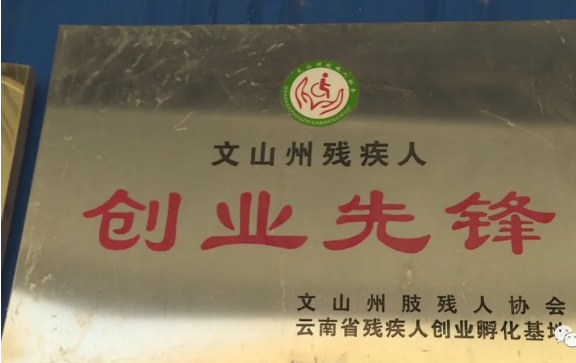 文山州残疾人
创业先锋
文山州肢残人协会
云南省残疾人创业孵化基地